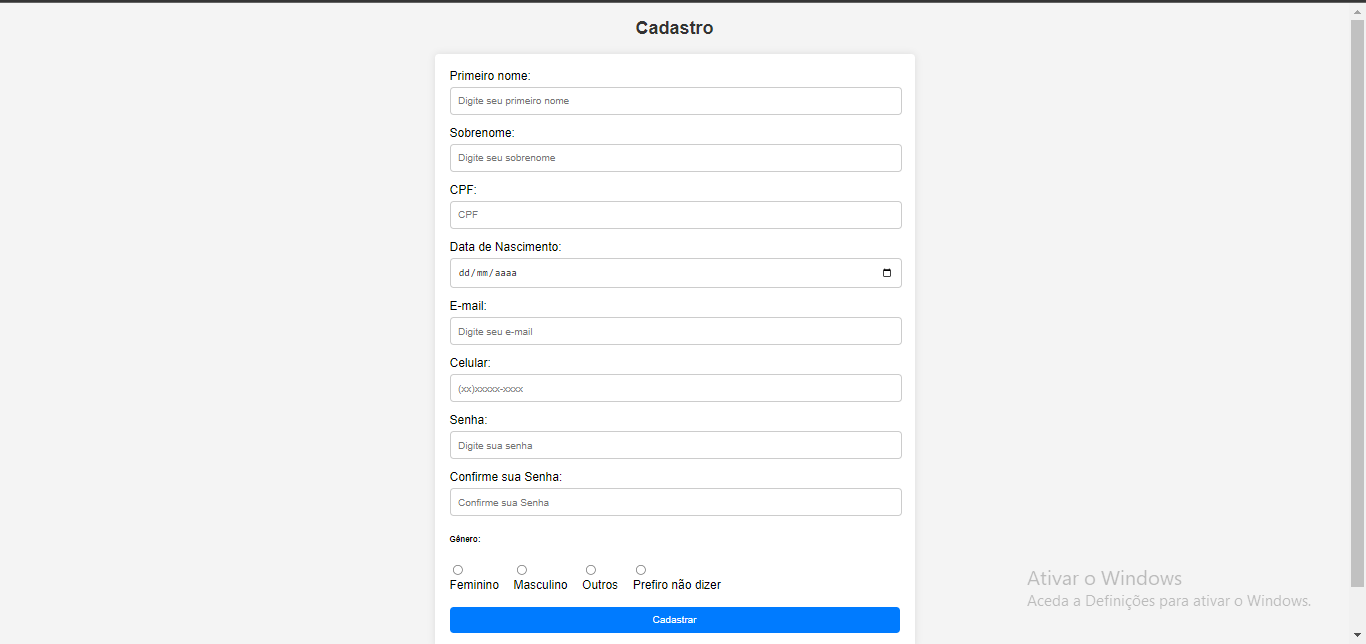 Cadastro
Primeiro nome:
Digite seu primeiro nome
Sobrenome:
Digite seu sobrenome
CPF:
CPF
Data de Nascimento:
dd/mm/aaaa
E-mail:
Digite seu e-mail
Celular:
(xx)xxxxx-xxxx
Senha:
Digite sua senha
Confirme sua Senha:
Confirme sua Senha
Gênero:
Feminino Masculino Outros Prefiro não dizer
Cadastrar
Ativar o Windows
Aceda a Definições para ativar o Windows.